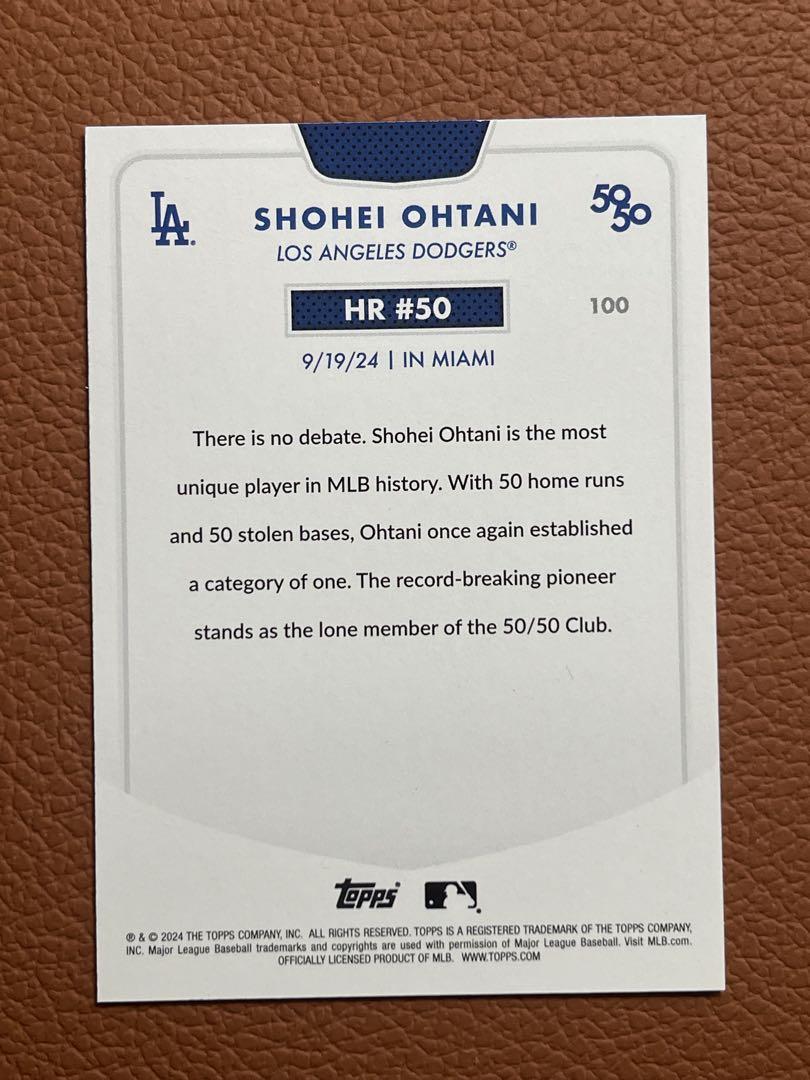 LA
SHOHEI OHTANI
50/50
LOS ANGELES DODGERS®
HR #50
100
9/19/24 | IN MIAMI
There is no debate. Shohei Ohtani is the most
unique player in MLB history. With 50 home runs
and 50 stolen bases, Ohtani once again established
a category of one. The record-breaking pioneer
stands as the lone member of the 50/50 Club.
topps
® & © 2024 THE TOPPS COMPANY, INC. ALL RIGHTS RESERVED. TOPPS IS A REGISTERED TRADEMARK OF THE TOPPS COMPANY,
INC. Major League Baseball trademarks and copyrights are used with permission of Major League Baseball. Visit MLB.com.
OFFICIALLY LICENSED PRODUCT OF MLB. WWW.TOPPS.COM